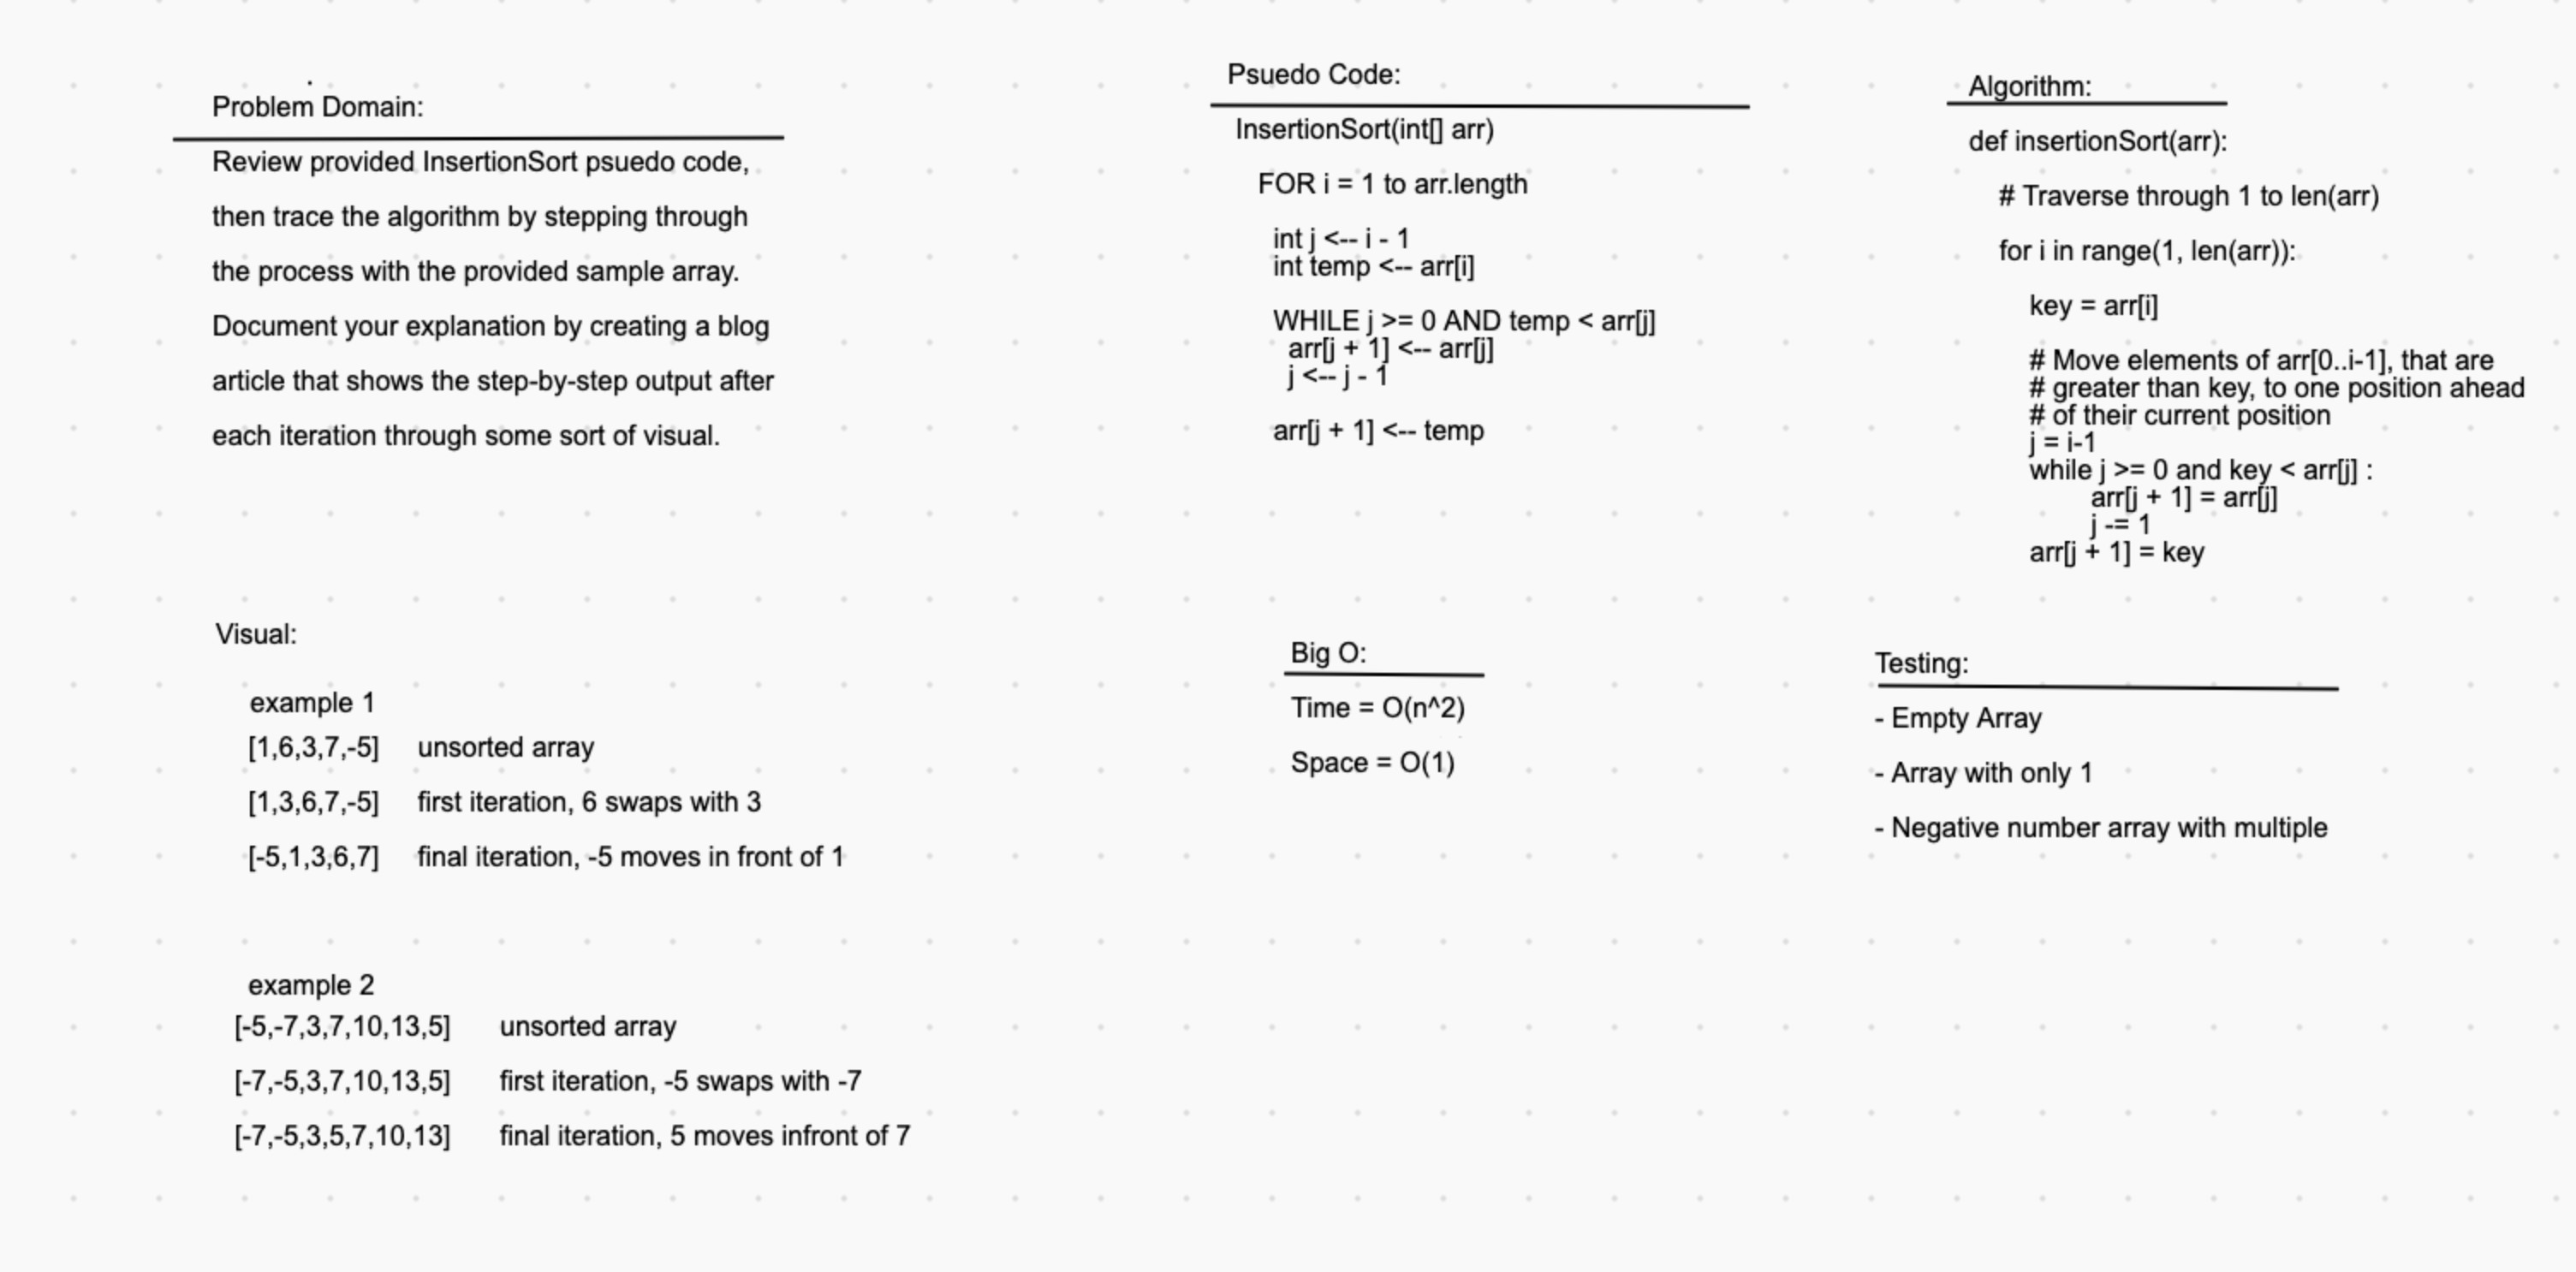 Problem Domain:
Review provided InsertionSort psuedo code,
then trace the algorithm by stepping through
the process with the provided sample array.
Document your explanation by creating a blog
article that shows the step-by-step output after
each iteration through some sort of visual.
Psuedo Code:
InsertionSort(int[] arr)
FOR i = 1 to arr.length
int j <-- i - 1
int temp <-- arr[i]
WHILE j >= 0 AND temp < arr[j]
arr[j + 1] <-- arr[j]
j <-- j - 1
arr[j + 1] <-- temp
Algorithm:
def insertionSort(arr):
# Traverse through 1 to len(arr)
for i in range(1, len(arr)):
key = arr[i]
# Move elements of arr[0..i-1], that are
# greater than key, to one position ahead
# of their current position
j = i-1
while j >= 0 and key < arr[j] :
arr[j + 1] = arr[j]
j -= 1
arr[j + 1] = key
Visual:
example 1
[1,6,3,7,-5] unsorted array
[1,3,6,7,-5] first iteration, 6 swaps with 3
[-5,1,3,6,7] final iteration, -5 moves in front of 1
example 2
[-5,-7,3,7,10,13,5] unsorted array
[-7,-5,3,7,10,13,5] first iteration, -5 swaps with -7
[-7,-5,3,5,7,10,13] final iteration, 5 moves infront of 7
Big O:
Time = O(n^2)
Space = O(1)
Testing:
- Empty Array
- Array with only 1
- Negative number array with multiple